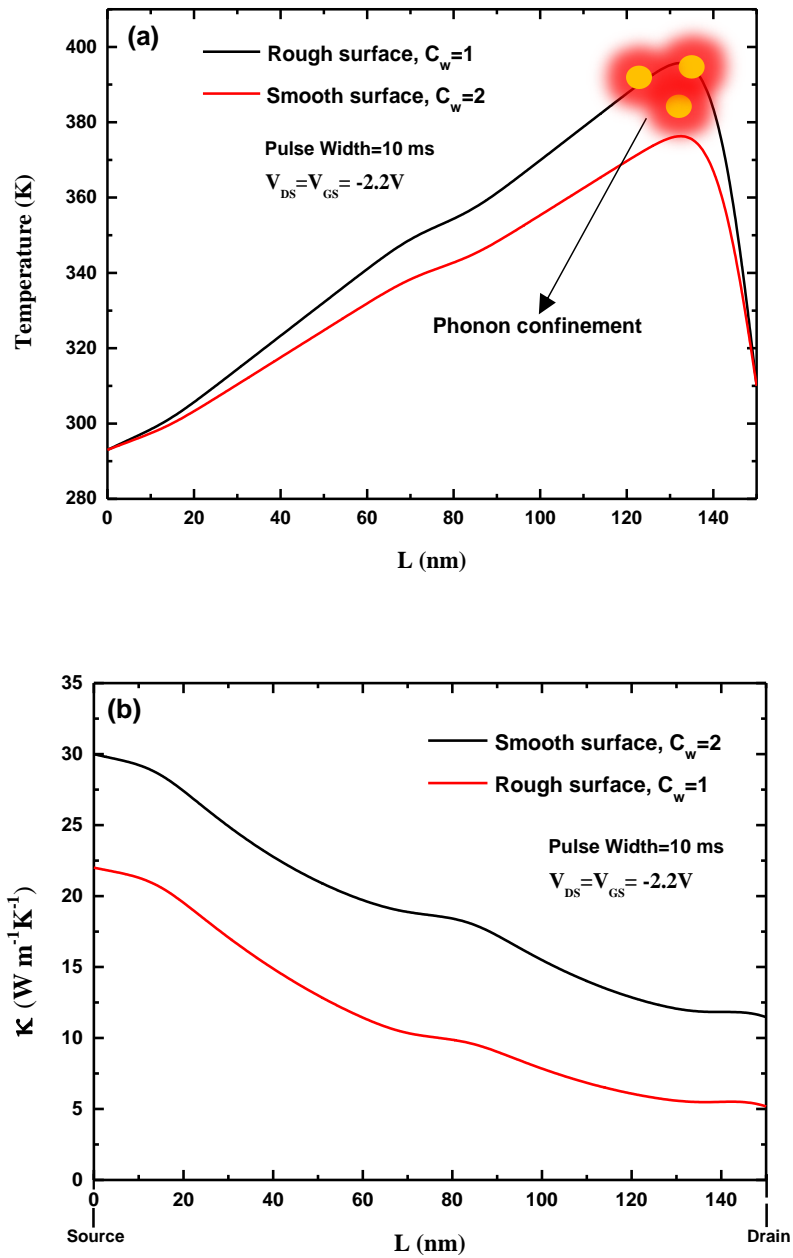 (a)
Rough surface, C_w=1
Smooth surface, C_w=2
Pulse Width=10 ms
V_DS=V_GS= -2.2V
Phonon confinement
Temperature (K)
400
380
360
340
320
300
280
0 20 40 60 80 100 120 140
L (nm)
(b)
Smooth surface, C_w=2
Rough surface, C_w=1
Pulse Width=10 ms
V_DS=V_GS= -2.2V
κ (W m^-1K^-1)
35
30
25
20
15
10
5
0
0 20 40 60 80 100 120 140
Source
L (nm)
Drain